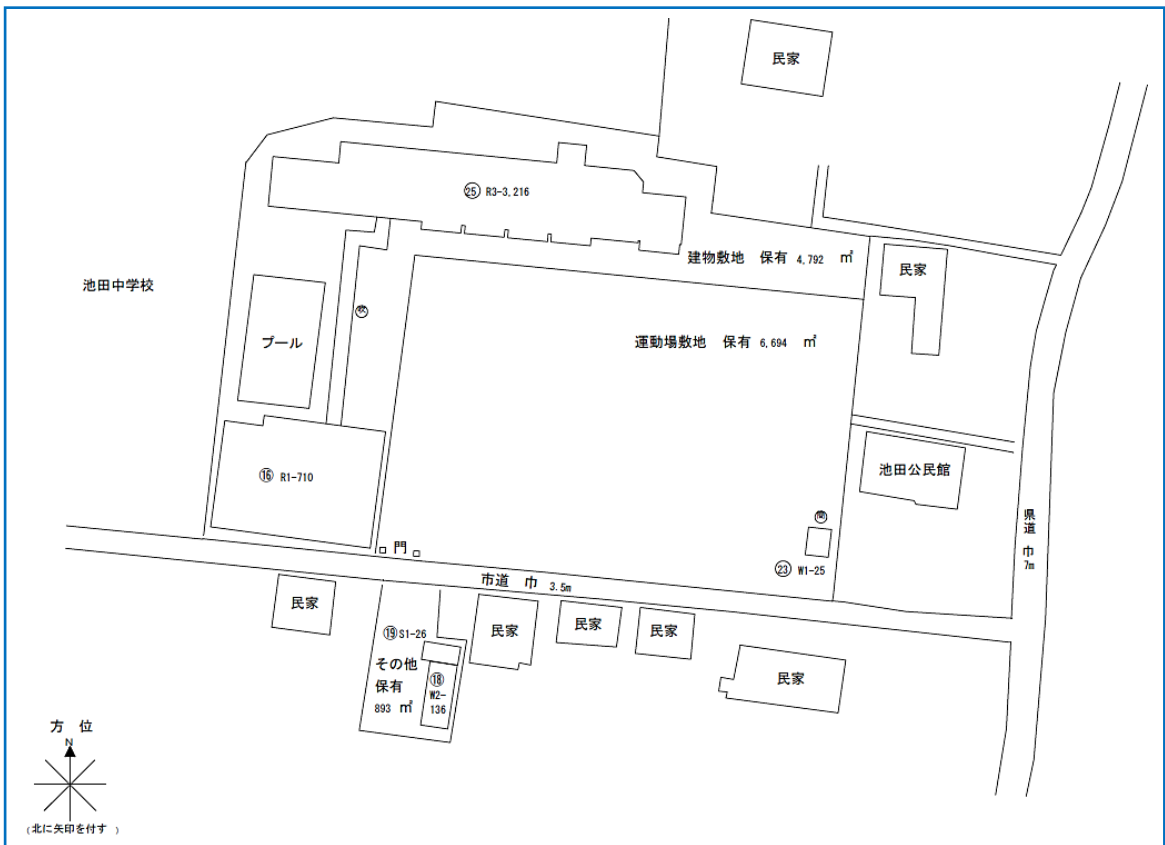 民家
㉕ R3-3,216
建物敷地 保有 4,792 ㎡
民家
池田中学校
プール
運動場敷地 保有 6,694 ㎡
⑯ R1-710
池田公民館
県道 巾 7m
門
㉓ W1-25
市道 巾 3.5m
民家
民家
民家
民家
民家
⑲ S1-26
その他
保有
893 ㎡
⑱
W2-
136
方 位
N
(北に矢印を付す )